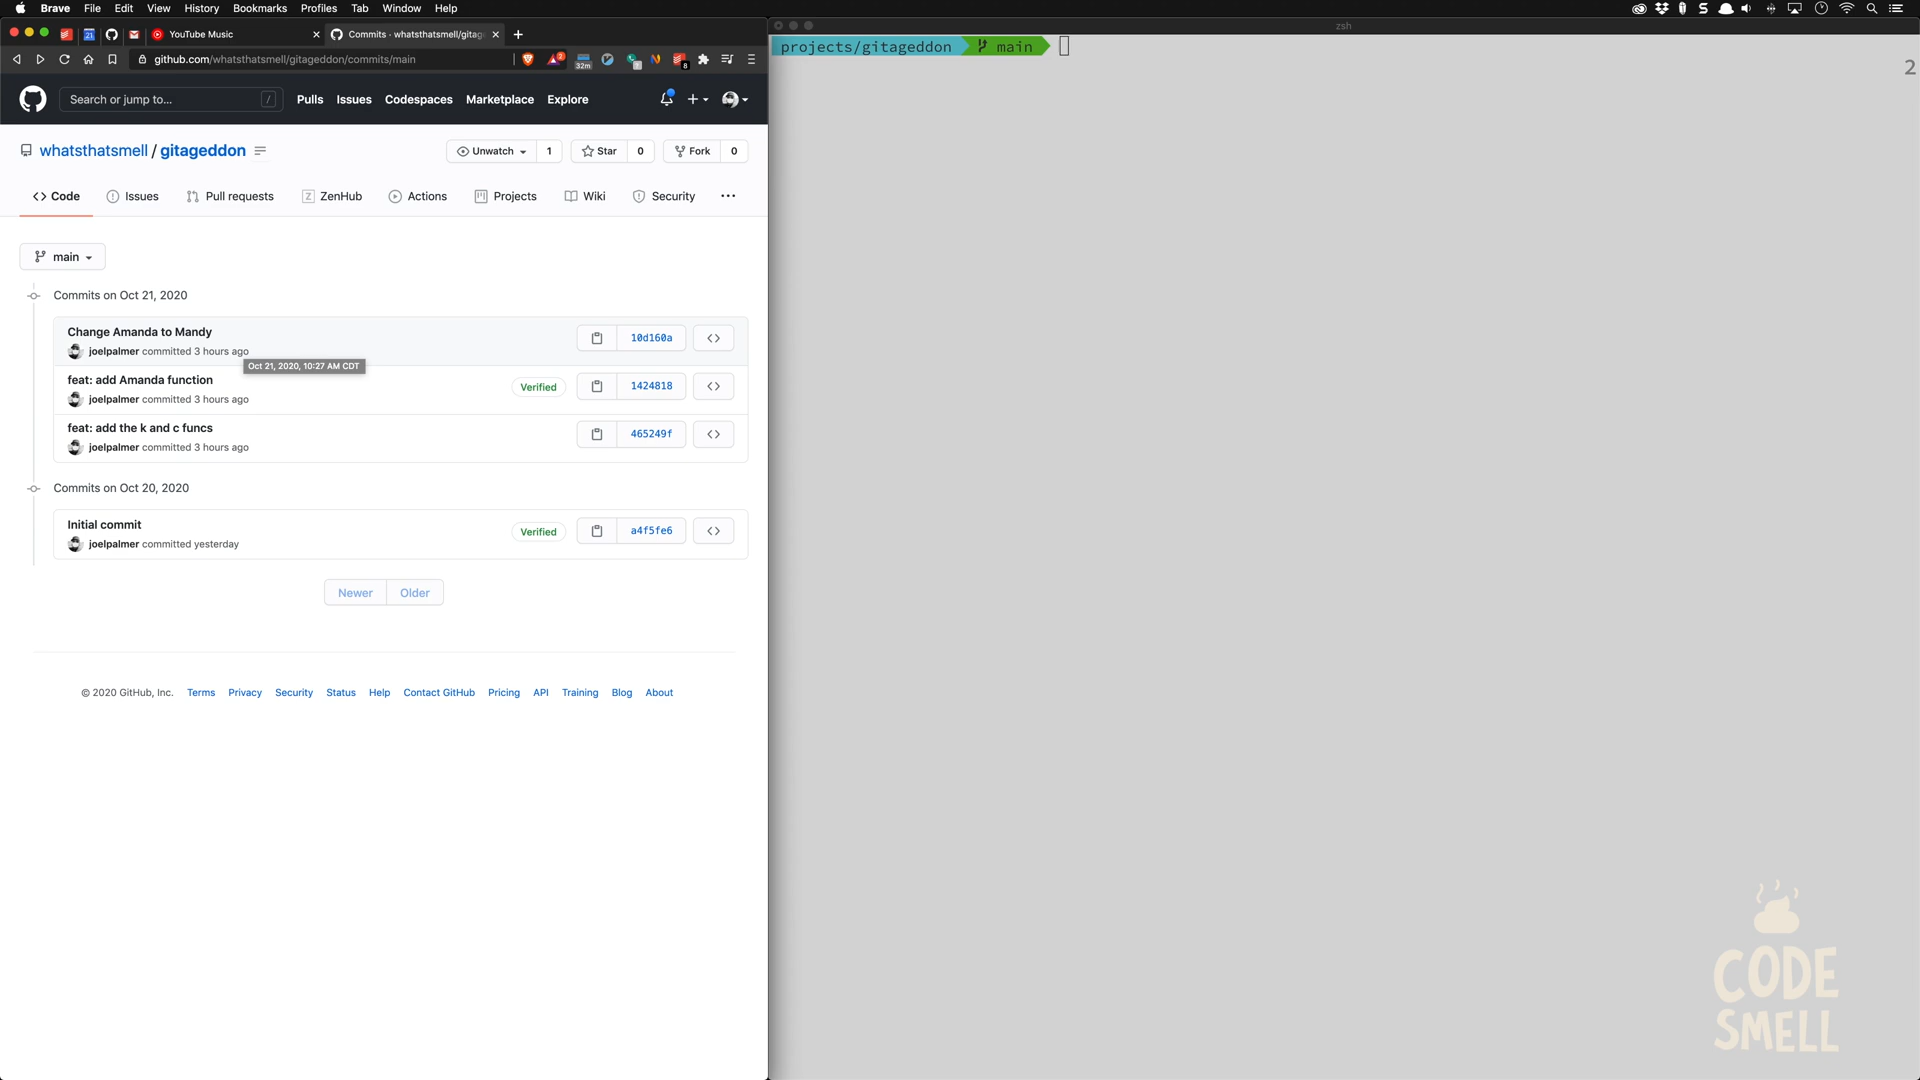 Brave File Edit View History Bookmarks Profiles Tab Window Help
21 YouTube Music Commits · whatsthatsmell/gitage
github.com/whatsthatsmell/gitageddon/commits/main
32m
8
Search or jump to... /
Pulls Issues Codespaces Marketplace Explore
whatsthatsmell / gitageddon
Unwatch 1 Star 0 Fork 0
Code Issues Pull requests ZenHub Actions Projects Wiki Security ...
main
Commits on Oct 21, 2020
Change Amanda to Mandy
joelpalmer committed 3 hours ago
10d160a
Oct 21, 2020, 10:27 AM CDT
feat: add Amanda function
joelpalmer committed 3 hours ago
Verified 1424818
feat: add the k and c funcs
joelpalmer committed 3 hours ago
465249f
Commits on Oct 20, 2020
Initial commit
joelpalmer committed yesterday
Verified a4f5fe6
Newer Older
© 2020 GitHub, Inc. Terms Privacy Security Status Help Contact GitHub Pricing API Training Blog About
zsh
projects/gitageddon main
2
CODE
SMELL